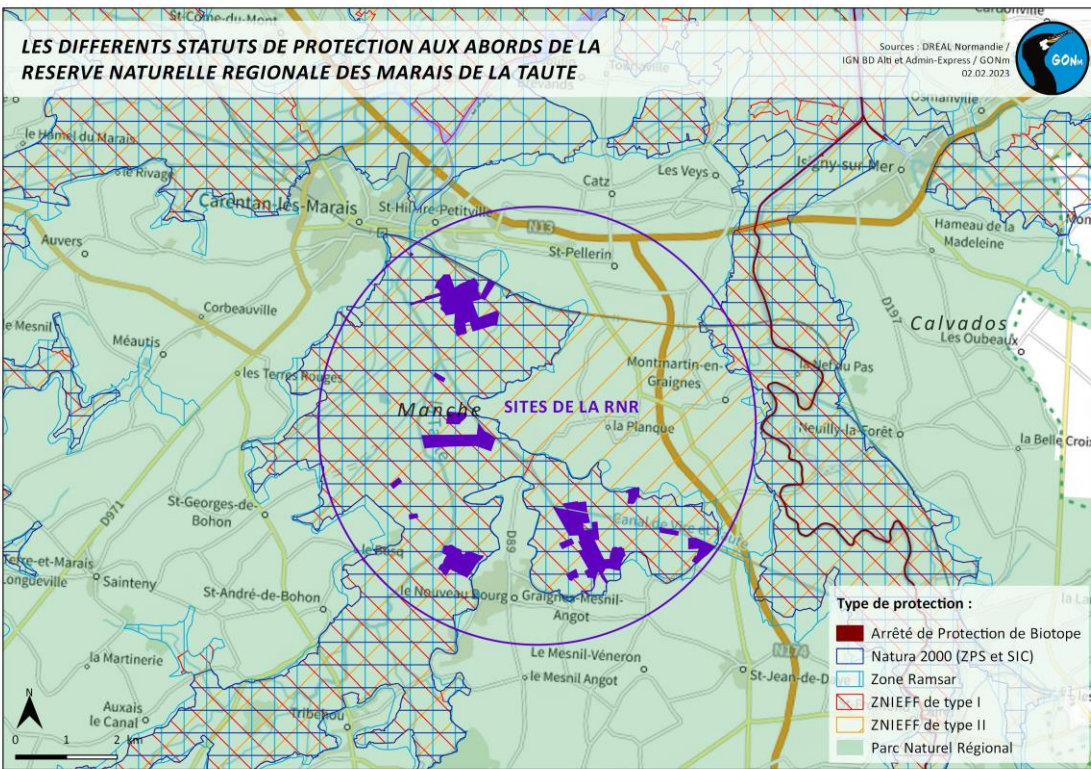 LES DIFFERENTS STATUTS DE PROTECTION AUX ABORDS DE LA
RESERVE NATURELLE REGIONALE DES MARAIS DE LA TAUTE
Sources : DREAL Normandie /
IGN BD Alti et Admin-Express / GONm
02.02.2023
GONm
St-Côme-du-Mont
Osmanville
le Hamel du Marais
le Rivage
Carentan-les-Marais
St-Hilaire-Petitville
Catz
Les Veys
Isigny-sur-Mer
N13
Auvers
St-Pellerin
Hameau de la
Madeleine
Corbeauville
D197
Calvados
Les Oubeaux
le Mesnil
Méautis
les Terres Rouges
Montmartin-en-
Graignes
la Nef du Pas
Manche
SITES DE LA RNR
la Planque
Neuilly-la-Forêt
la Belle Croix
D971
St-Georges-de-
Bohon
Canal de Vire et Taute
D89
le Bosq
Terre-et-Marais
Longueville
Sainteny
St-André-de-Bohon
le Nouveau Bourg
Graignes-Mesnil-
Angot
la Martinerie
Le Mesnil-Véneron
le Mesnil Angot
N174
St-Jean-de-Daye
Auxais
le Canal
Tribehou
N
0 1 2 km
Type de protection :
Arrêté de Protection de Biotope
Natura 2000 (ZPS et SIC)
Zone Ramsar
ZNIEFF de type I
ZNIEFF de type II
Parc Naturel Régional